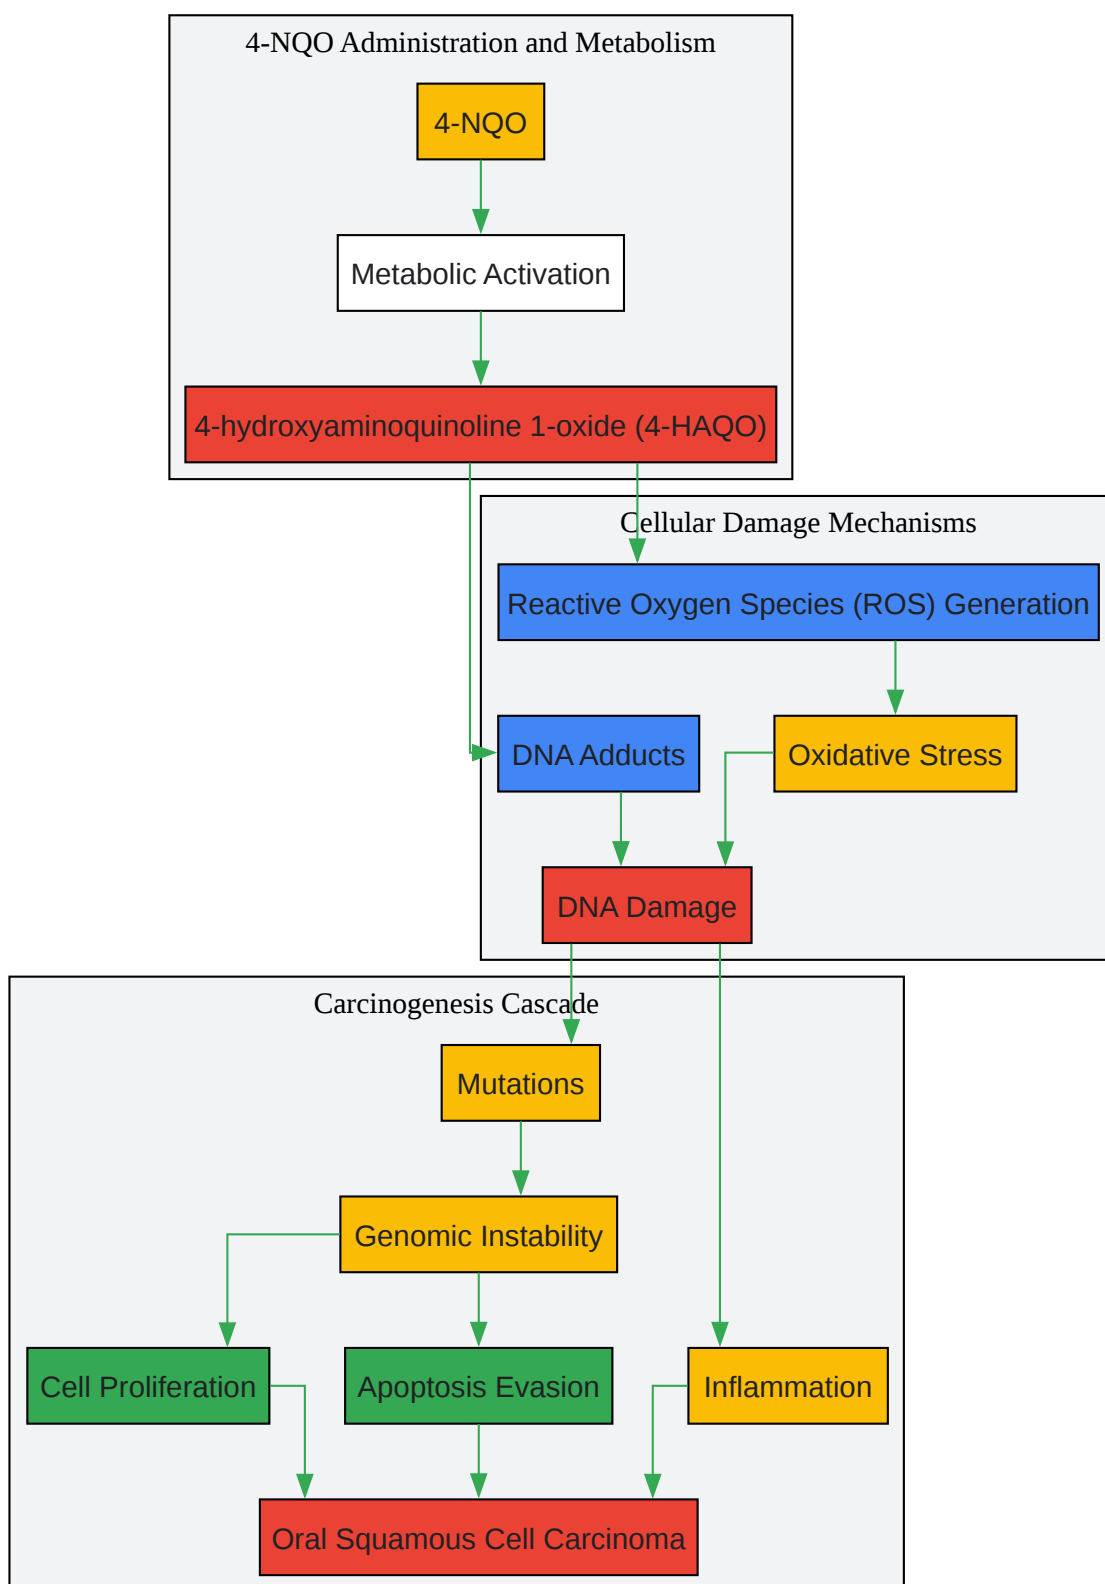 4-NQO Administration and Metabolism
4-NQO
Metabolic Activation
4-hydroxyaminoquinoline 1-oxide (4-HAQO)
Cellular Damage Mechanisms
Reactive Oxygen Species (ROS) Generation
DNA Adducts
Oxidative Stress
DNA Damage
Carcinogenesis Cascade
Mutations
Genomic Instability
Cell Proliferation
Apoptosis Evasion
Inflammation
Oral Squamous Cell Carcinoma